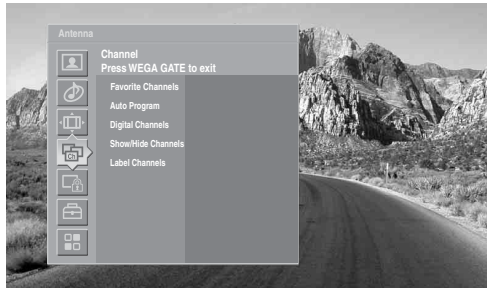 Antenna
Channel
Press WEGA GATE to exit
Favorite Channels
Auto Program
Digital Channels
Show/Hide Channels
Label Channels
Ch